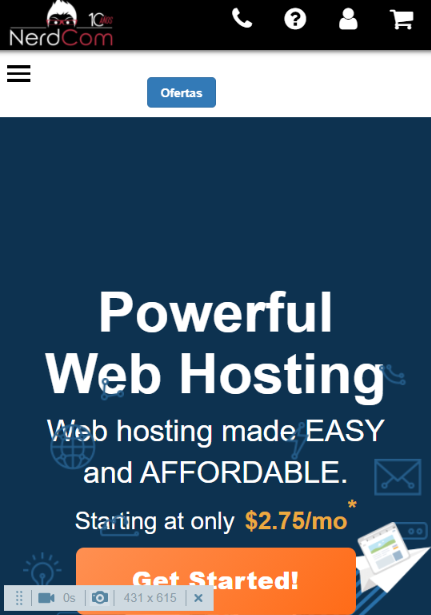 10 AÑOS
NerdCom
Ofertas
Powerful
Web Hosting
Web hosting made EASY
and AFFORDABLE.
Starting at only $2.75/mo*
Get Started!
0s 431 x 615